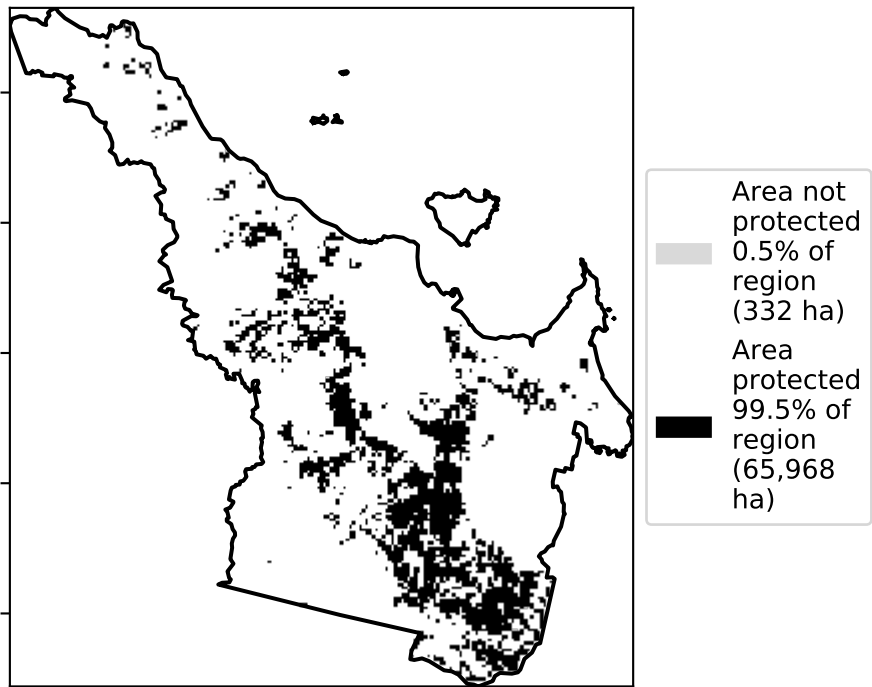 Area not
protected
0.5% of
region
(332 ha)
Area
protected
99.5% of
region
(65,968
ha)